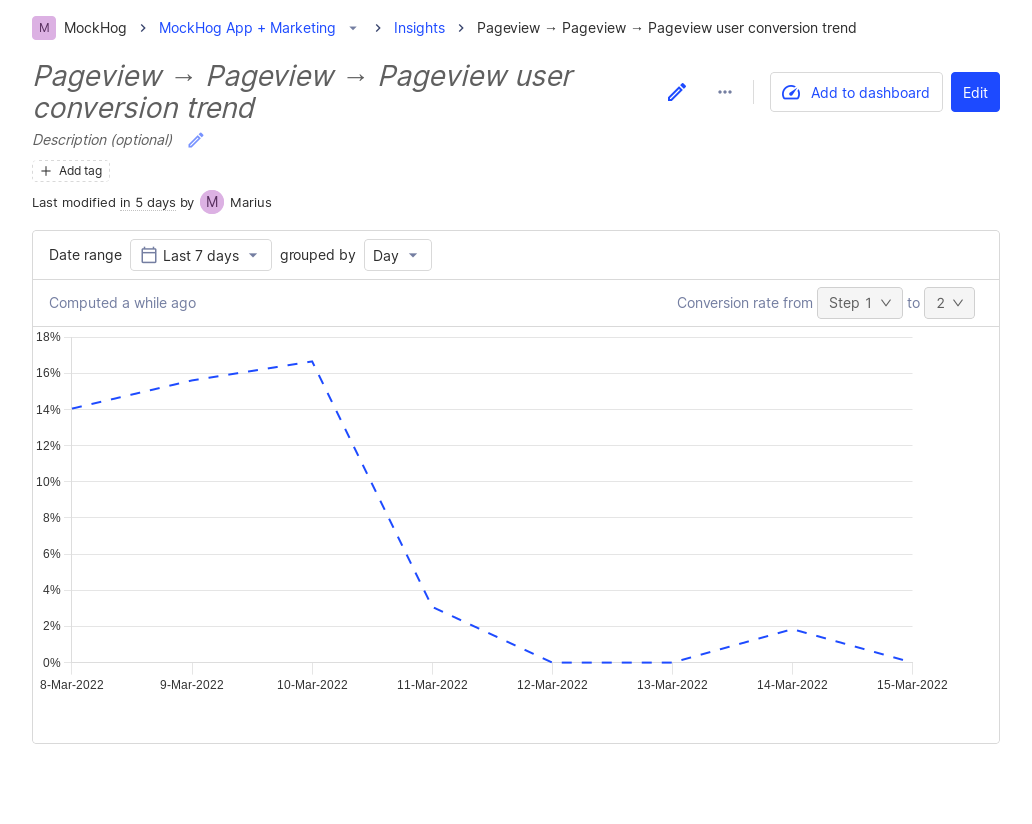 M MockHog MockHog App + Marketing Insights Pageview → Pageview → Pageview user conversion trend
Pageview → Pageview → Pageview user
conversion trend
Add to dashboard Edit
Description (optional)
Add tag
Last modified in 5 days by M Marius
Date range Last 7 days grouped by Day
Computed a while ago Conversion rate from Step 1 to 2
18%
16%
14%
12%
10%
8%
6%
4%
2%
0%
8-Mar-2022 9-Mar-2022 10-Mar-2022 11-Mar-2022 12-Mar-2022 13-Mar-2022 14-Mar-2022 15-Mar-2022